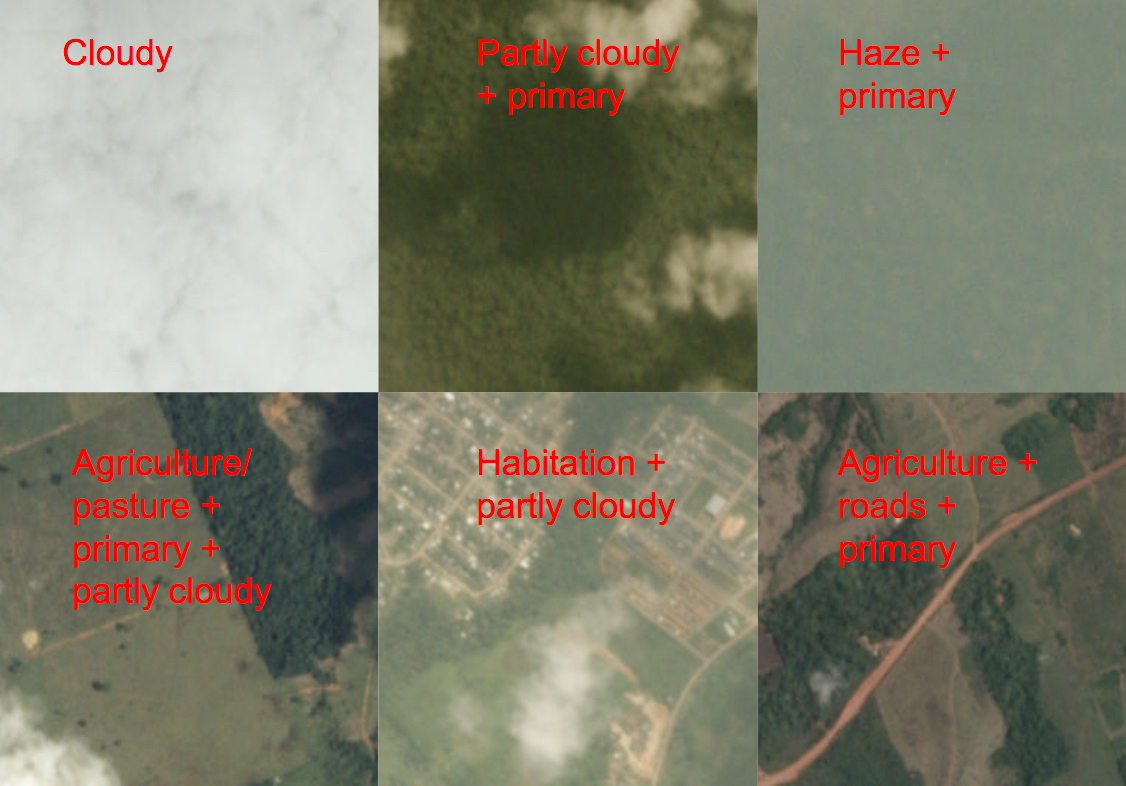 Cloudy
Partly cloudy
+ primary
Haze +
primary
Agriculture/
pasture +
primary +
partly cloudy
Habitation +
partly cloudy
Agriculture +
roads +
primary